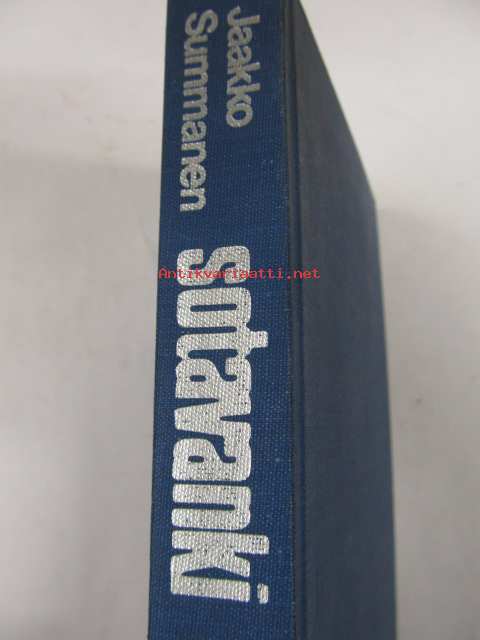 Jaakko
Summanen
sotavanki
Antikvariaatti.net